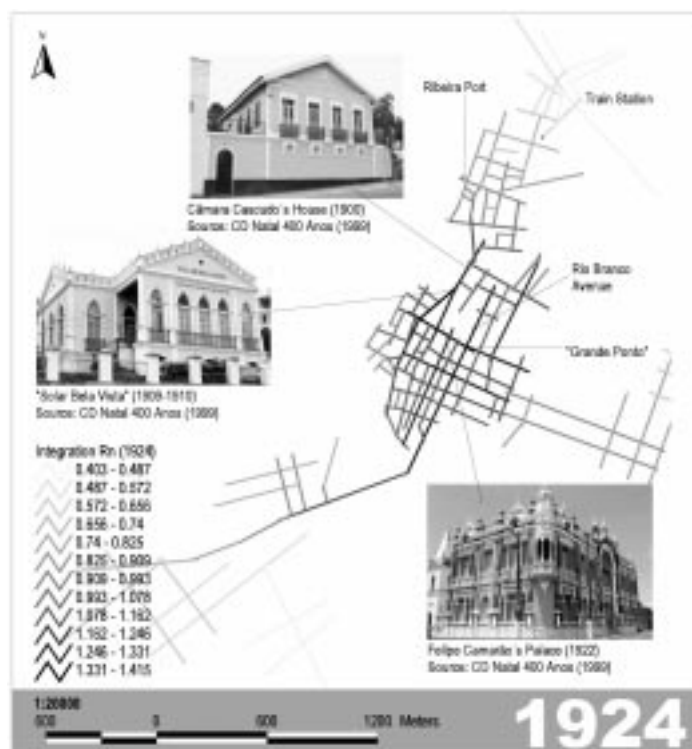 N
Ribeira Port
Train Station
Câmara Cascudo's House (1900)
Source: CD Natal 400 Anos (1999)
Rio Branco
Avenue
"Grande Ponto"
"Solar Bela Vista" (1909-1910)
Source: CD Natal 400 Anos (1999)
Integration Rn (1924)
0.403 - 0.487
0.487 - 0.572
0.572 - 0.656
0.656 - 0.74
0.74 - 0.825
0.825 - 0.909
0.909 - 0.993
0.993 - 1.078
1.078 - 1.162
1.162 - 1.246
1.246 - 1.331
1.331 - 1.415
Felipe Camarão's Palace (1922)
Source: CD Natal 400 Anos (1999)
1:20000
600 0 600 1200 Meters
1924